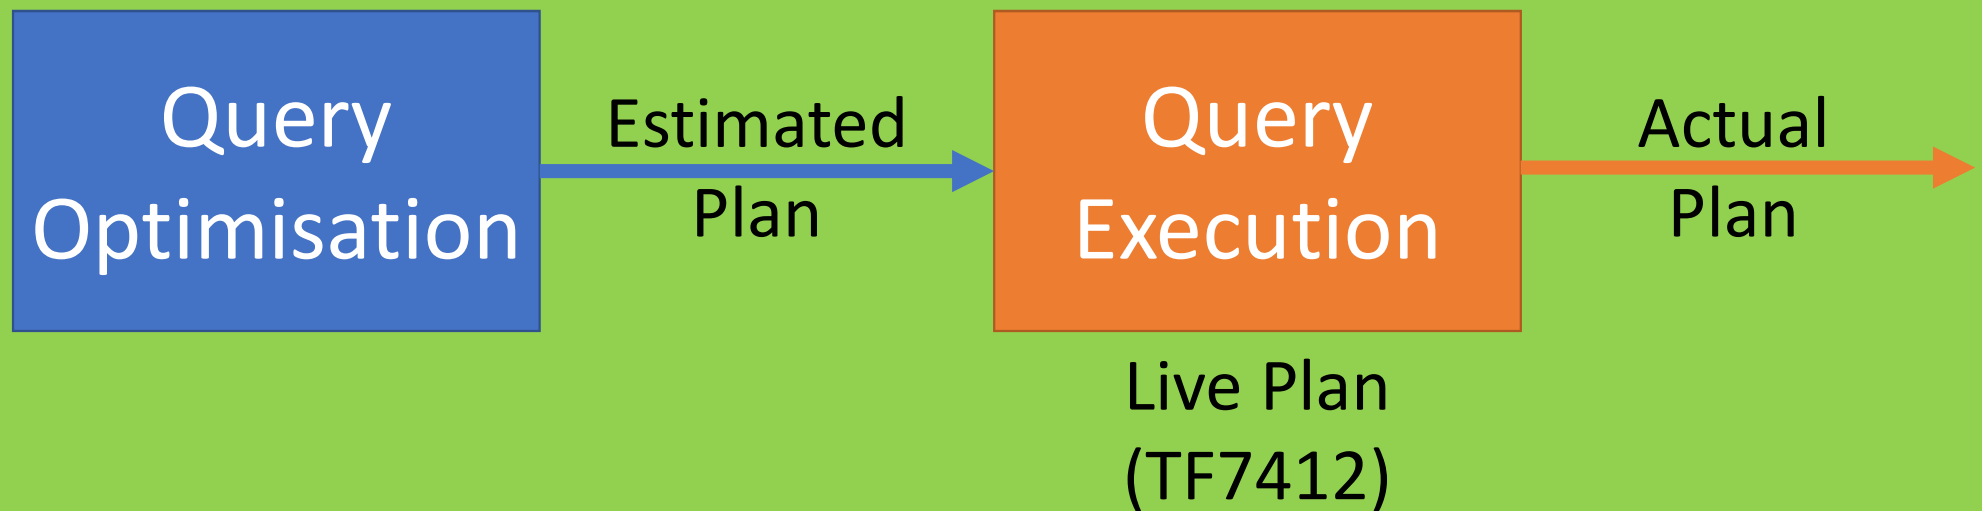 Query
Optimisation
Estimated
Plan
Query
Execution
Actual
Plan
Live Plan
(TF7412)